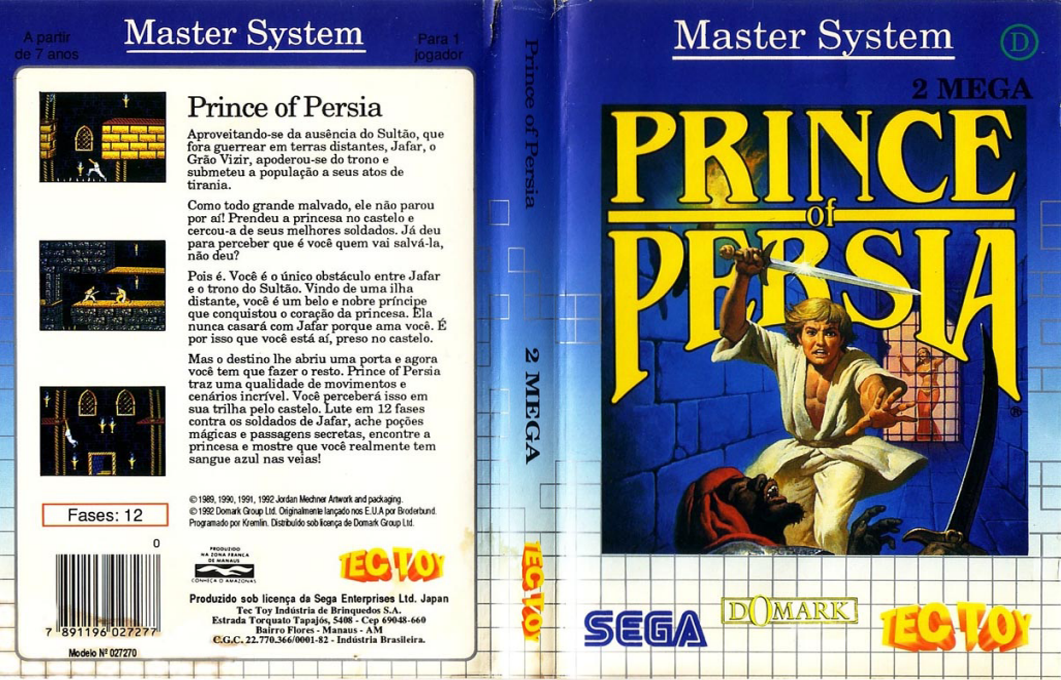 A partir
de 7 anos
Master System
Para 1
jogador
Prince of Persia
Aproveitando-se da ausência do Sultão, que
fora guerrear em terras distantes, Jafar, o
Grão Vizir, apoderou-se do trono e
submeteu a população a seus atos de
tirania.
Como todo grande malvado, ele não parou
por aí! Prendeu a princesa no castelo e
cercou-a de seus melhores soldados. Já deu
para perceber que é você quem vai salvá-la,
não deu?
Pois é. Você é o único obstáculo entre Jafar
e o trono do Sultão. Vindo de uma ilha
distante, você é um belo e nobre príncipe
que conquistou o coração da princesa. Ela
nunca casará com Jafar porque ama você. É
por isso que você está aí, preso no castelo.
Mas o destino lhe abriu uma porta e agora
você tem que fazer o resto. Prince of Persia
traz uma qualidade de movimentos e
cenários incrível. Você perceberá isso em
sua trilha pelo castelo. Lute em 12 fases
contra os soldados de Jafar, ache poções
mágicas e passagens secretas, encontre a
princesa e mostre que você realmente tem
sangue azul nas veias!
© 1989, 1990, 1991, 1992 Jordan Mechner Artwork and packaging.
© 1992 Domark Group Ltd. Originalmente lançado nos E.U.A por Broderbund.
Programado por Kremlin. Distribuído sob licença de Domark Group Ltd.
Fases: 12
0
7 891196 027277
Modelo Nº 027270
PRODUZIDO
NA ZONA FRANCA
DE MANAUS
CONHEÇA O AMAZONAS
TEC TOY
Produzido sob licença da Sega Enterprises Ltd. Japan
Tec Toy Indústria de Brinquedos S.A.
Estrada Torquato Tapajós, 5408 - Cep 69048-660
Bairro Flores - Manaus - AM
C.G.C. 22.770.366/0001-82 - Indústria Brasileira.
Prince of Persia
2 MEGA
TEC TOY
Master System
D
2 MEGA
PRINCE
of
PERSIA
®
SEGA
DOMARK
TEC TOY